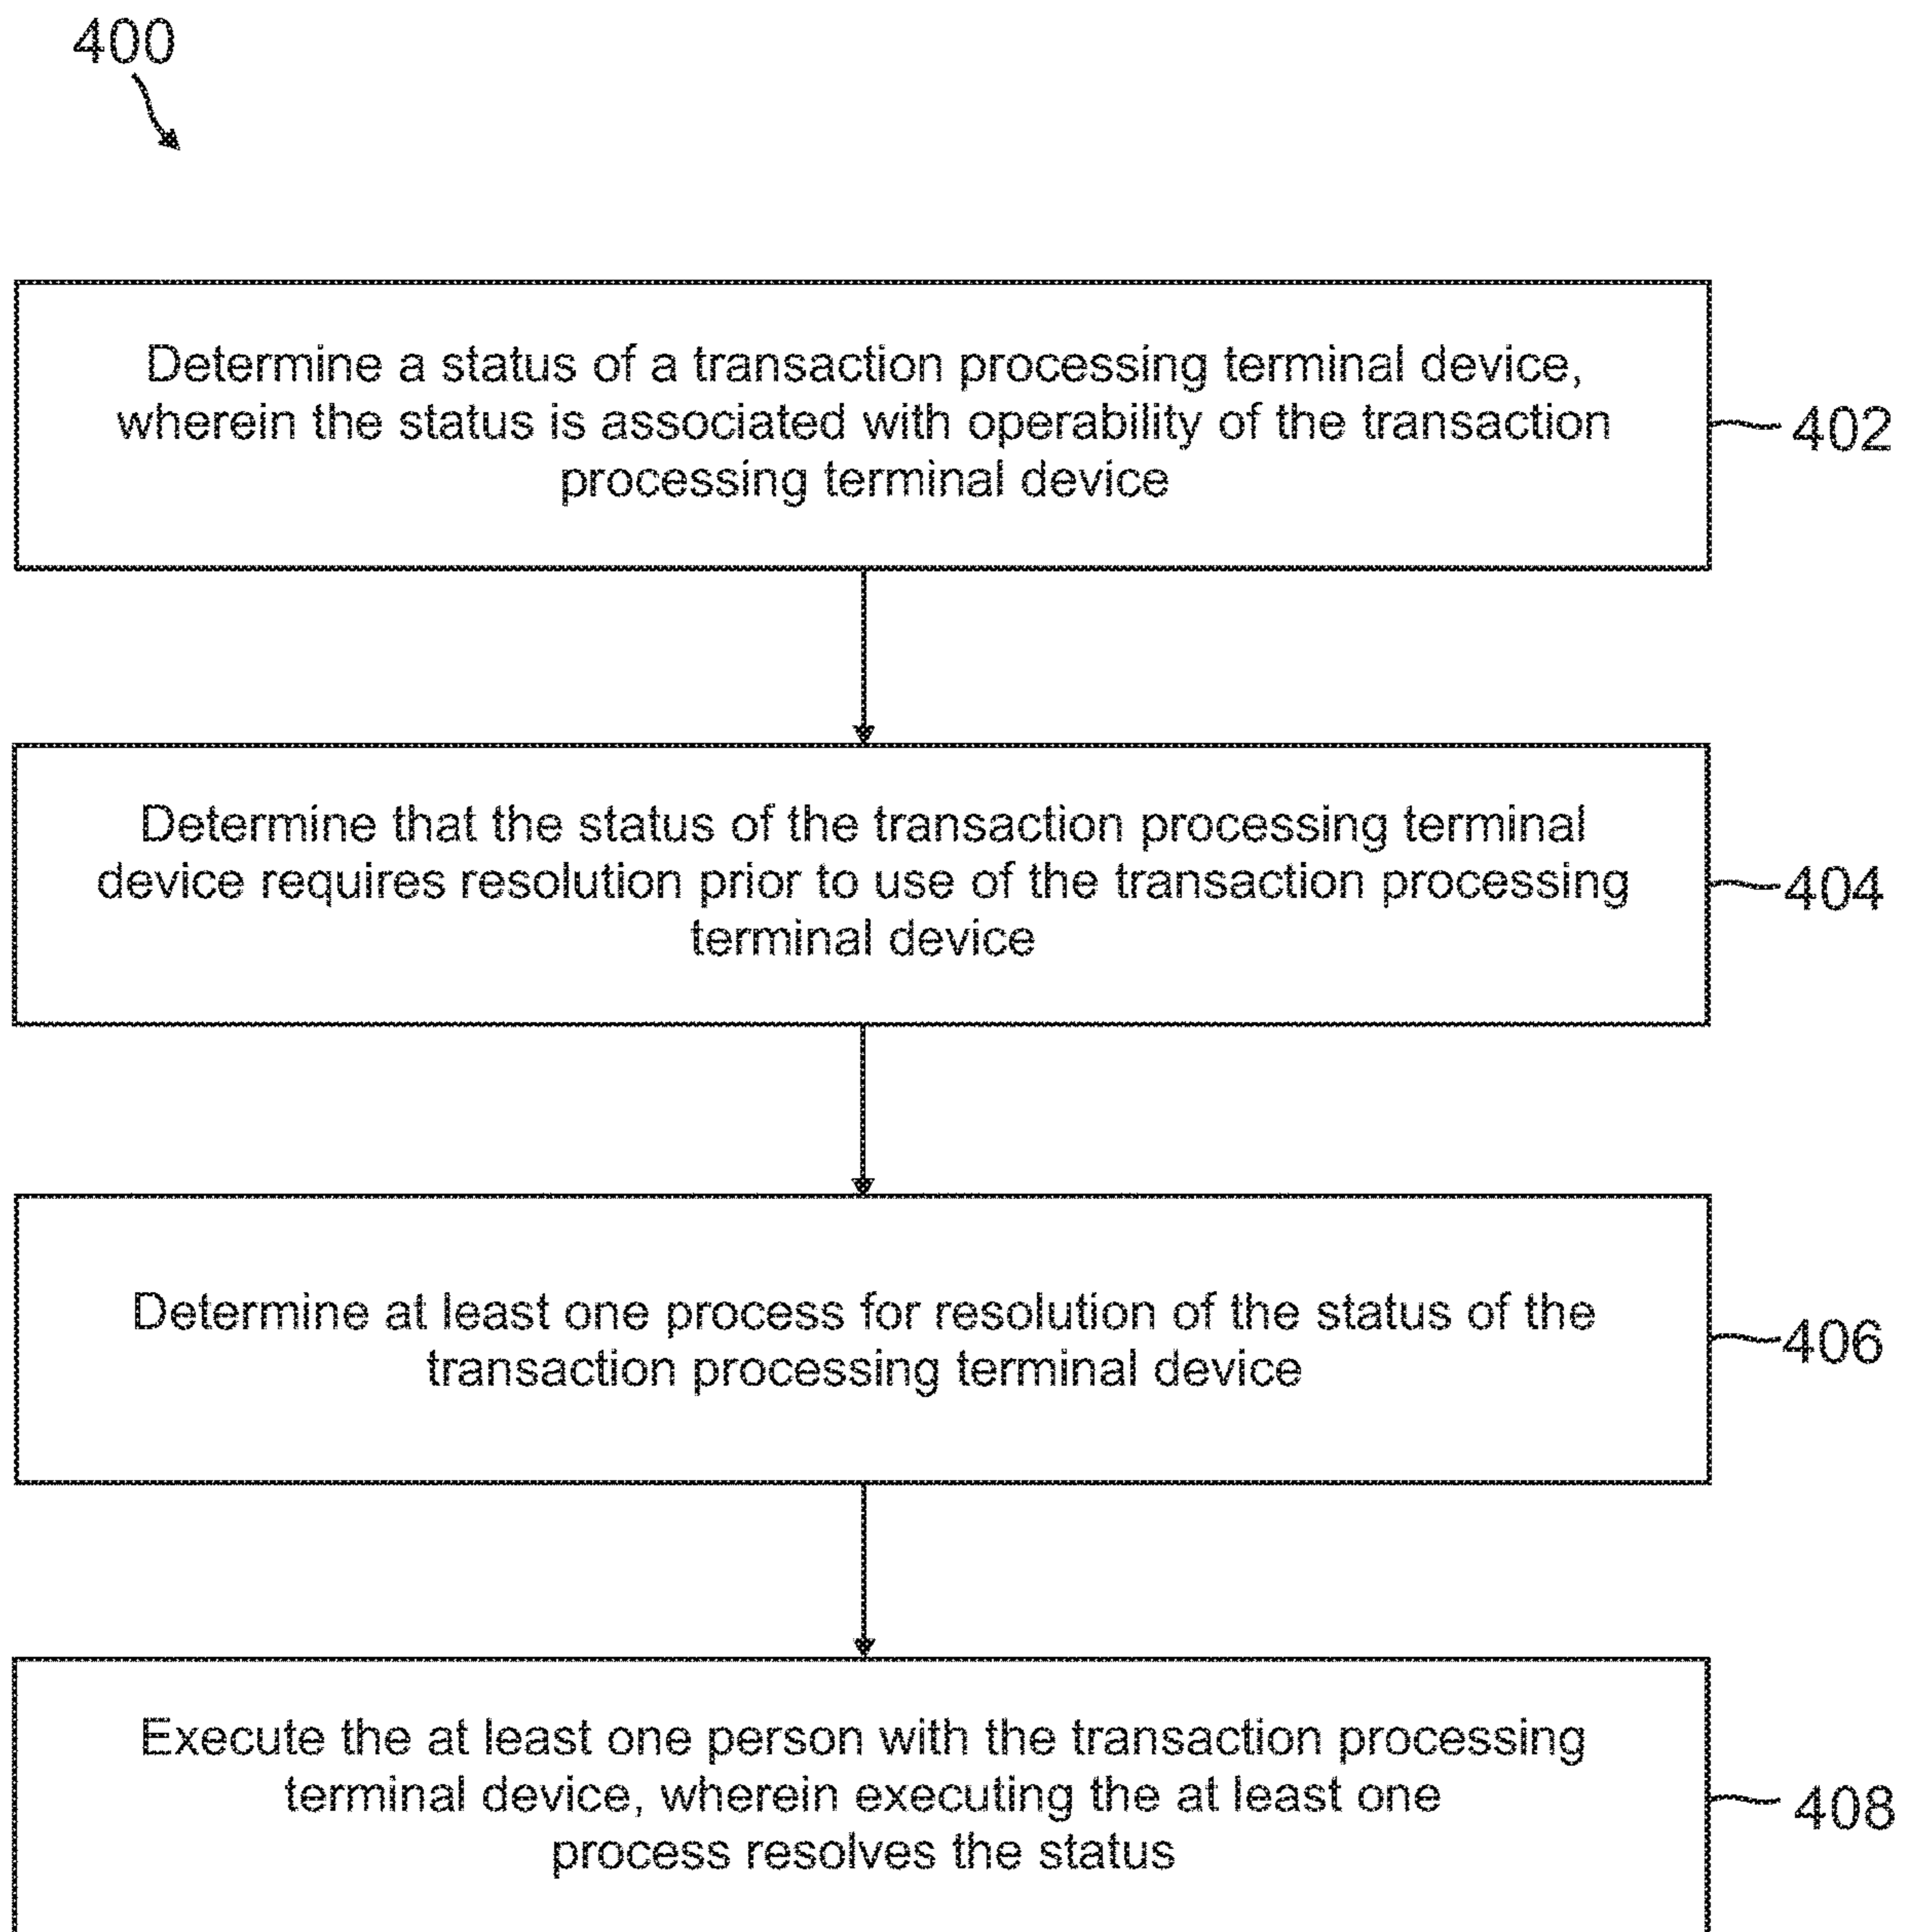 400
Determine a status of a transaction processing terminal device,
wherein the status is associated with operability of the transaction
processing terminal device
402
Determine that the status of the transaction processing terminal
device requires resolution prior to use of the transaction processing
terminal device
404
Determine at least one process for resolution of the status of the
transaction processing terminal device
406
Execute the at least one person with the transaction processing
terminal device, wherein executing the at least one
process resolves the status
408